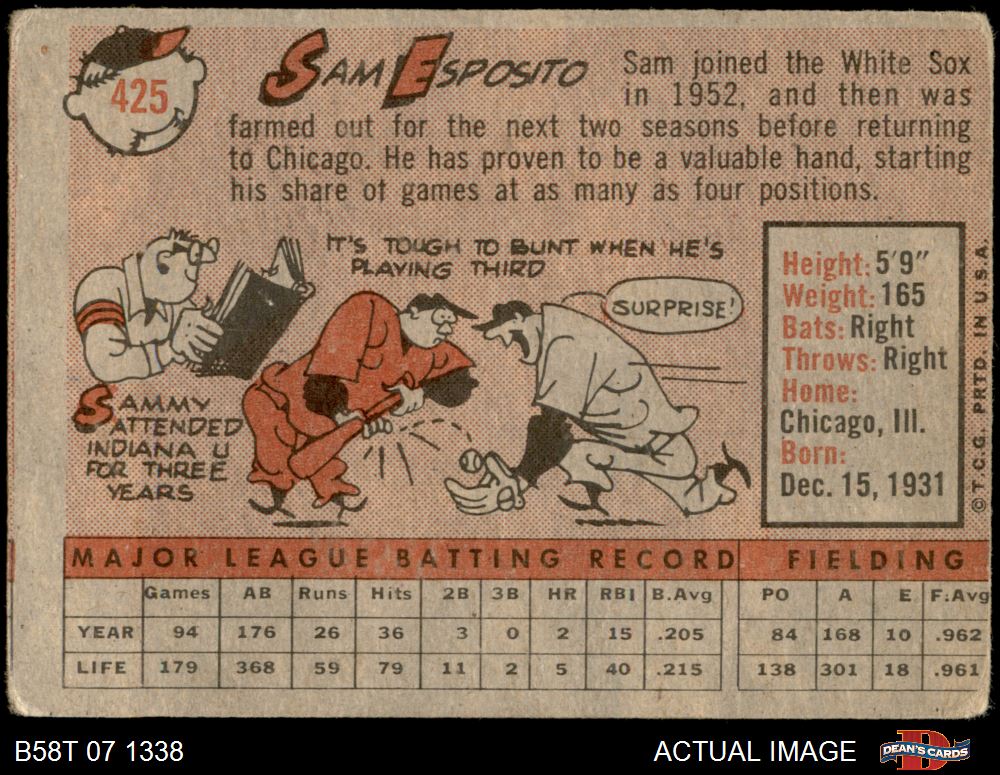 425
SAM ESPOSITO
Sam joined the White Sox
in 1952, and then was
farmed out for the next two seasons before returning
to Chicago. He has proven to be a valuable hand, starting
his share of games at as many as four positions.
IT'S TOUGH TO BUNT WHEN HE'S
PLAYING THIRD
SURPRISE!
SAMMY
ATTENDED
INDIANA U
FOR THREE
YEARS
Height: 5'9"
Weight: 165
Bats: Right
Throws: Right
Home:
Chicago, Ill.
Born:
Dec. 15, 1931
© T.C.G. PRTD. IN U.S.A.
MAJOR LEAGUE BATTING RECORD FIELDING
Games AB Runs Hits 2B 3B HR RBI B.Avg PO A E F.Avg
YEAR 94 176 26 36 3 0 2 15 .205 84 168 10 .962
LIFE 179 368 59 79 11 2 5 40 .215 138 301 18 .961
B58T 07 1338 ACTUAL IMAGE DEAN'S CARDS